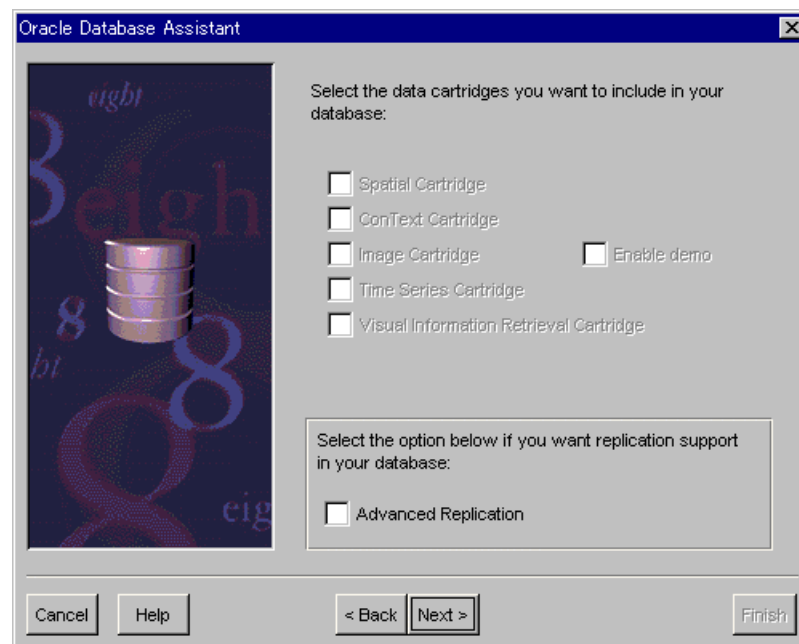 Oracle Database Assistant
eight
8
eigh
8
ht
8
8
eig
Select the data cartridges you want to include in your
database:
Spatial Cartridge
ConText Cartridge
Image Cartridge
Enable demo
Time Series Cartridge
Visual Information Retrieval Cartridge
Select the option below if you want replication support
in your database:
Advanced Replication
Cancel
Help
< Back
Next >
Finish